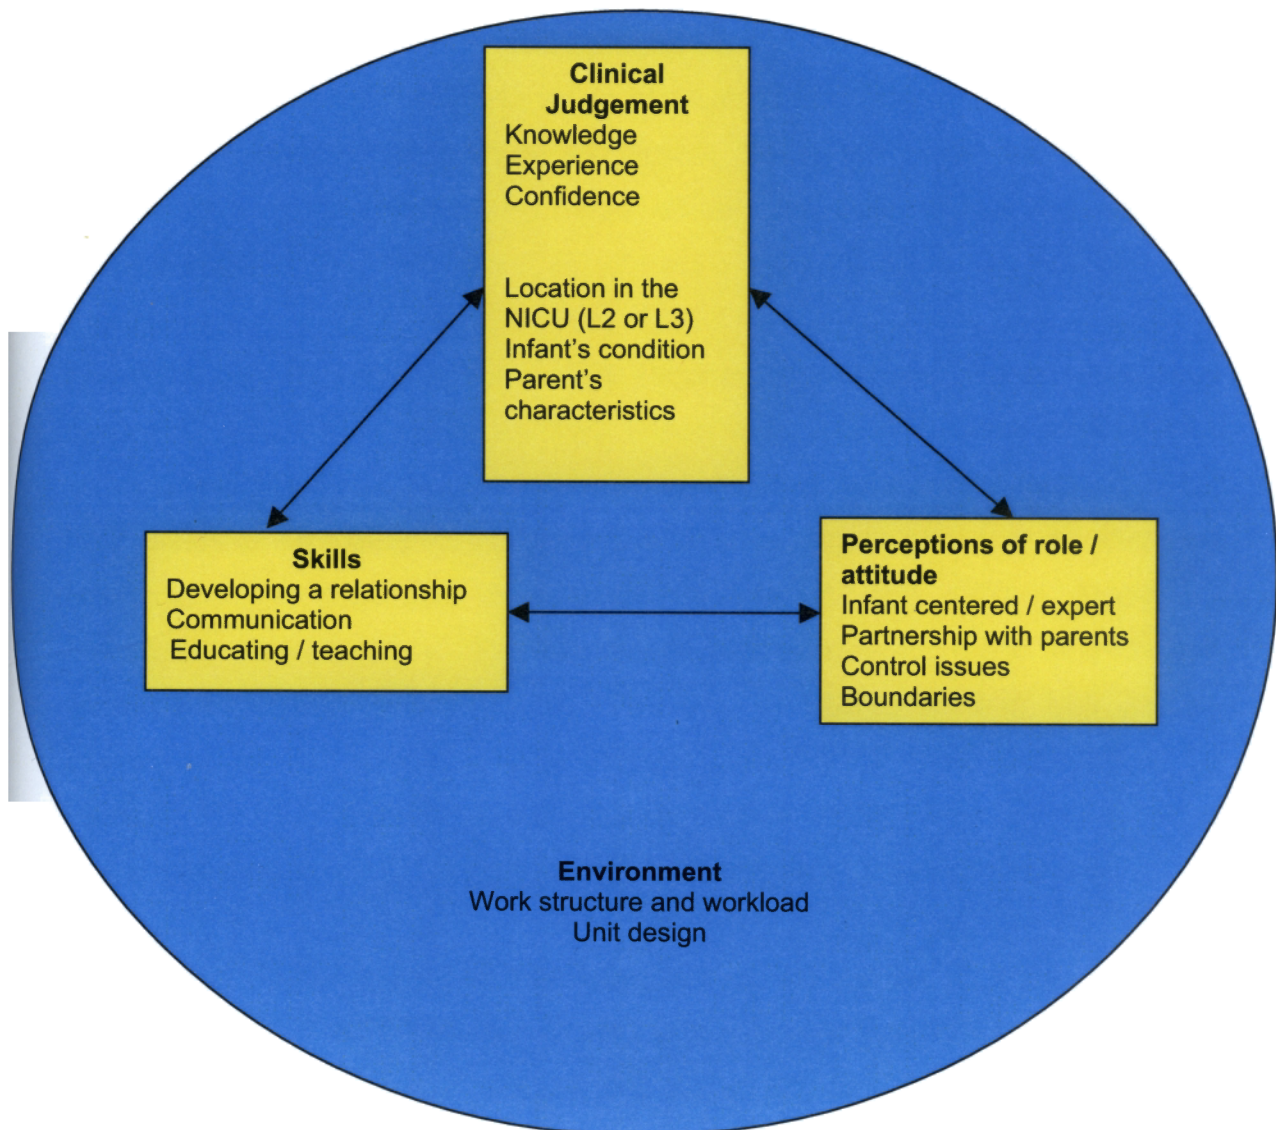 Clinical
Judgement
Knowledge
Experience
Confidence
Location in the
NICU (L2 or L3)
Infant's condition
Parent's
characteristics
Skills
Developing a relationship
Communication
Educating / teaching
Perceptions of role /
attitude
Infant centered / expert
Partnership with parents
Control issues
Boundaries
Environment
Work structure and workload
Unit design